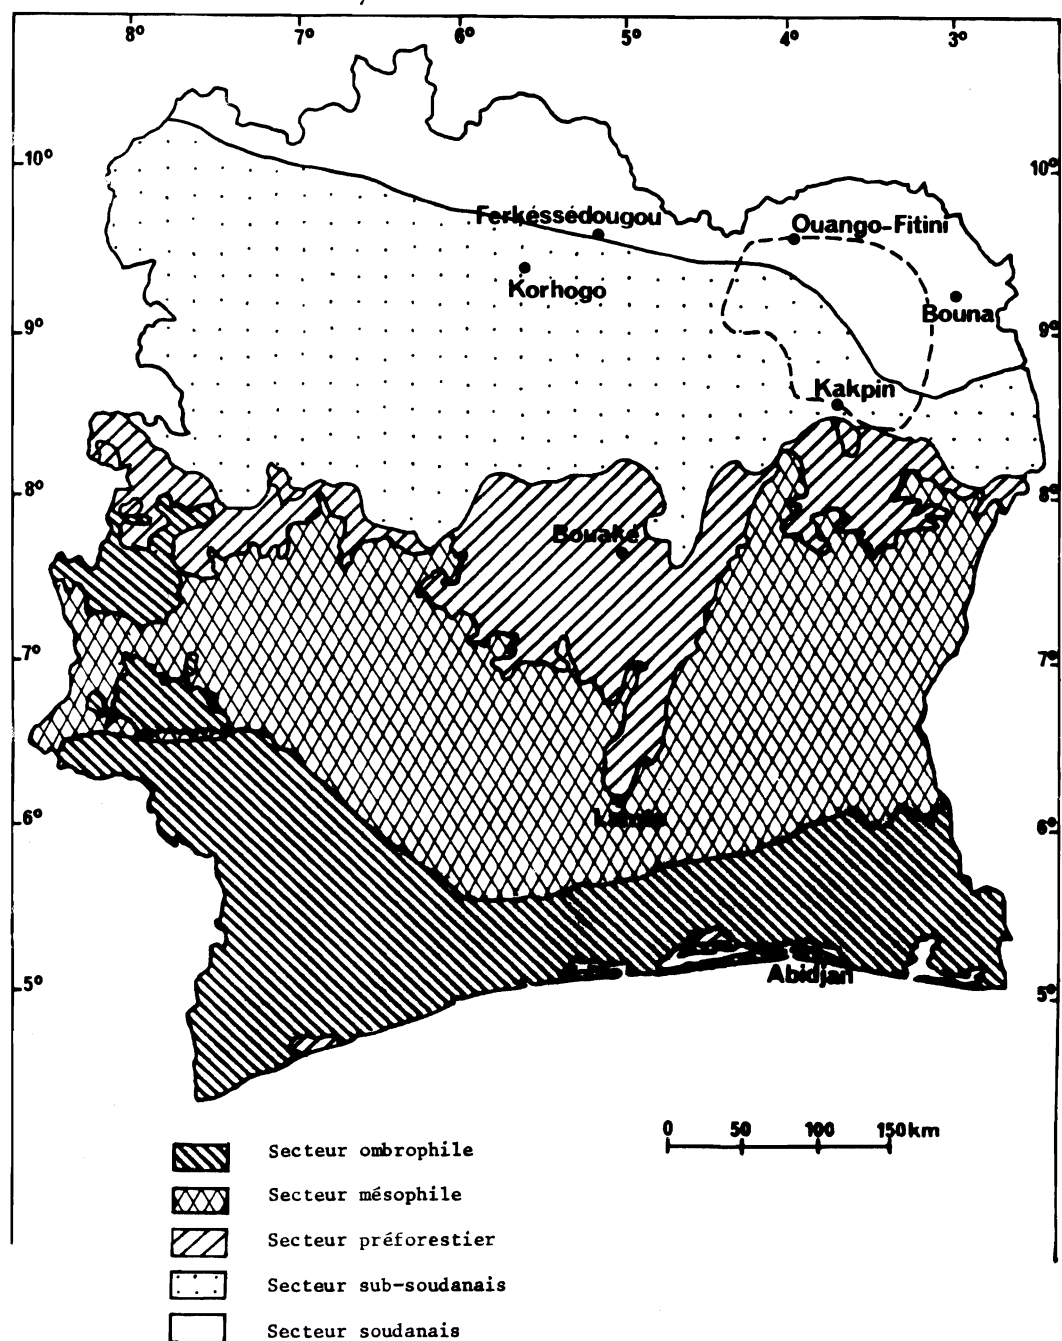 8° 7° 6° 5° 4° 3°
10° 10°
Ferkéssédougou
Ouango-Fitini
Korhogo
Bouna
9° 9°
Kakpin
8° 8°
Bouaké
7° 7°
6° 6°
Abidjan
5° 5°
0 50 100 150km
Secteur ombrophile
Secteur mésophile
Secteur préforestier
Secteur sub-soudanais
Secteur soudanais